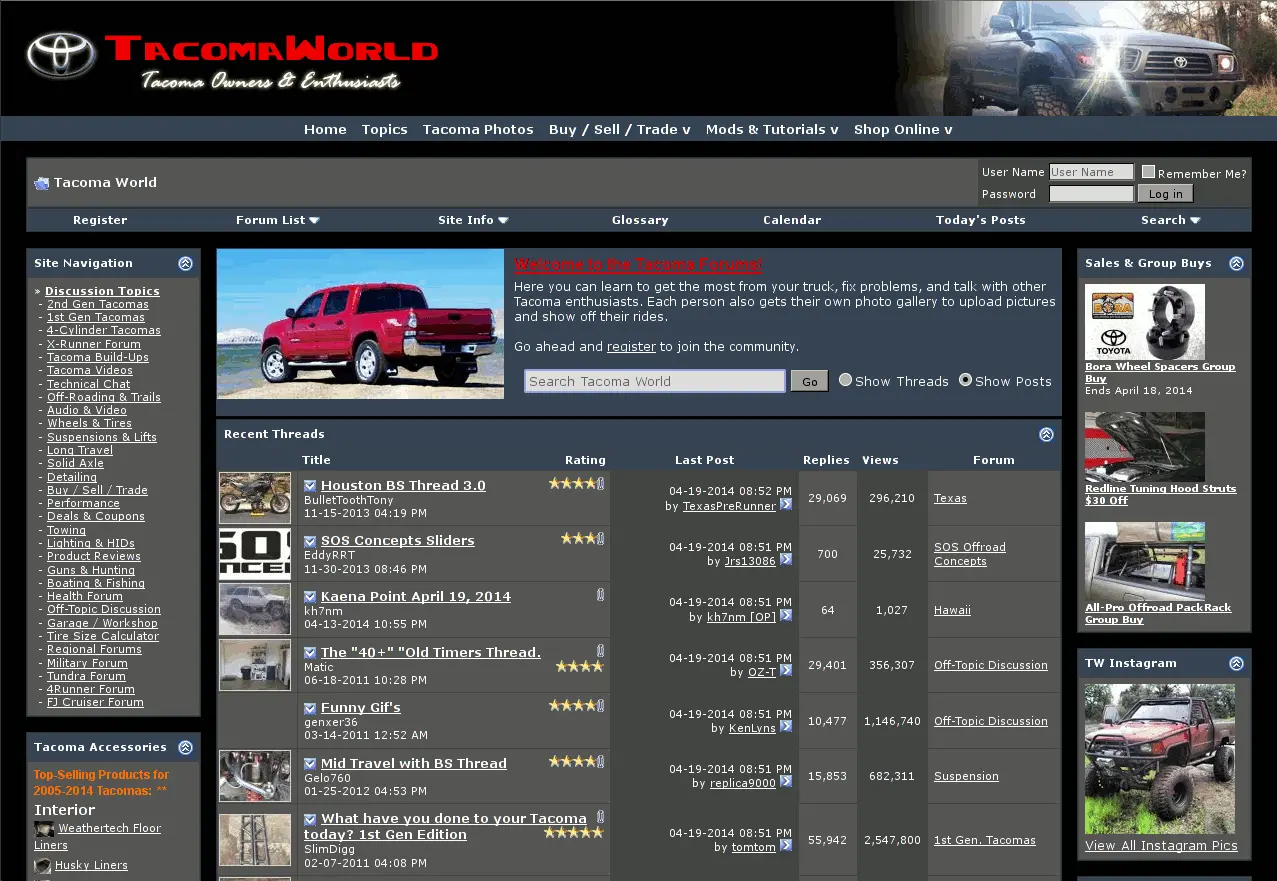 TACOMAWORLD
Tacoma Owners & Enthusiasts
Home Topics Tacoma Photos Buy / Sell / Trade v Mods & Tutorials v Shop Online v
Tacoma World
User Name User Name Remember Me?
Password Log in
Register Forum List Site Info Glossary Calendar Today's Posts Search
Site Navigation
» Discussion Topics
- 2nd Gen Tacomas
- 1st Gen Tacomas
- 4-Cylinder Tacomas
- X-Runner Forum
- Tacoma Build-Ups
- Tacoma Videos
- Technical Chat
- Off-Roading & Trails
- Audio & Video
- Wheels & Tires
- Suspensions & Lifts
- Long Travel
- Solid Axle
- Detailing
- Buy / Sell / Trade
- Performance
- Deals & Coupons
- Towing
- Lighting & HIDs
- Product Reviews
- Guns & Hunting
- Boating & Fishing
- Health Forum
- Off-Topic Discussion
- Garage / Workshop
- Tire Size Calculator
- Regional Forums
- Military Forum
- Tundra Forum
- 4Runner Forum
- FJ Cruiser Forum
Tacoma Accessories
Top-Selling Products for
2005-2014 Tacomas: **
Interior
Weathertech Floor
Liners
Husky Liners
Welcome to the Tacoma Forums!
Here you can learn to get the most from your truck, fix problems, and talk with other
Tacoma enthusiasts. Each person also gets their own photo gallery to upload pictures
and show off their rides.
Go ahead and register to join the community.
Search Tacoma World Go Show Threads Show Posts
Recent Threads
Title Rating Last Post Replies Views Forum
Houston BS Thread 3.0
BulletToothTony
11-15-2013 04:19 PM
04-19-2014 08:52 PM
by TexasPreRunner
29,069 296,210 Texas
SOS Concepts Sliders
EddyRRT
11-30-2013 08:46 PM
04-19-2014 08:51 PM
by Jrs13086
700 25,732 SOS Offroad
Concepts
Kaena Point April 19, 2014
kh7nm
04-13-2014 10:55 PM
04-19-2014 08:51 PM
by kh7nm [OP]
64 1,027 Hawaii
The "40+" "Old Timers Thread.
Matic
06-18-2011 10:28 PM
04-19-2014 08:51 PM
by OZ-T
29,401 356,307 Off-Topic Discussion
Funny Gif's
genxer36
03-14-2011 12:52 AM
04-19-2014 08:51 PM
by KenLyns
10,477 1,146,740 Off-Topic Discussion
Mid Travel with BS Thread
Gelo760
01-25-2012 04:53 PM
04-19-2014 08:51 PM
by replica9000
15,853 682,311 Suspension
What have you done to your Tacoma
today? 1st Gen Edition
SlimDigg
02-07-2011 04:08 PM
04-19-2014 08:51 PM
by tomtom
55,942 2,547,800 1st Gen. Tacomas
Sales & Group Buys
BORA
TOYOTA
Bora Wheel Spacers Group
Buy
Ends April 18, 2014
Redline Tuning Hood Struts
$30 Off
All-Pro Offroad PackRack
Group Buy
TW Instagram
View All Instagram Pics